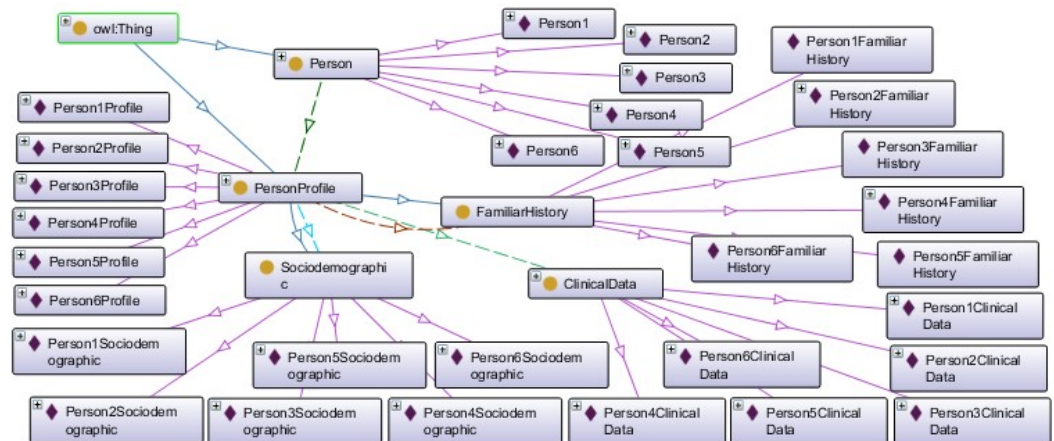 owl:Thing
Person
Person1
Person2
Person3
Person4
Person5
Person6
Person1Familiar
History
Person2Familiar
History
Person3Familiar
History
Person4Familiar
History
Person5Familiar
History
Person6Familiar
History
Person1Profile
Person2Profile
Person3Profile
Person4Profile
Person5Profile
Person6Profile
PersonProfile
FamiliarHistory
Sociodemographi
c
ClinicalData
Person1Sociodem
ographic
Person5Sociodem
ographic
Person6Sociodem
ographic
Person2Sociodem
ographic
Person3Sociodem
ographic
Person4Sociodem
ographic
Person1Clinical
Data
Person6Clinical
Data
Person2Clinical
Data
Person4Clinical
Data
Person5Clinical
Data
Person3Clinical
Data